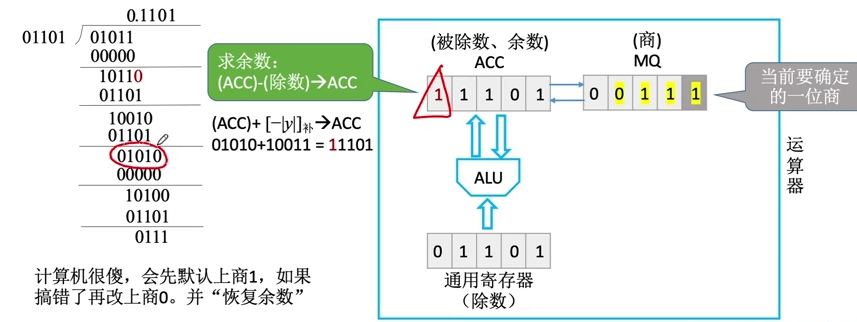 0.1101
01101
01011
00000
10110
01101
10010
01101
01010
00000
10100
01101
0111
计算机很傻，会先默认上商1，如果
搞错了再改上商0。并“恢复余数”
求余数：
(ACC)-(除数)→ACC
(ACC)+ [−|y|]补→ACC
01010+10011 = 11101
(被除数、余数)
ACC
1 1 1 0 1
(商)
MQ
0 0 1 1 1
当前要确定
的一位商
ALU
0 1 1 0 1
通用寄存器
（除数）
运算器